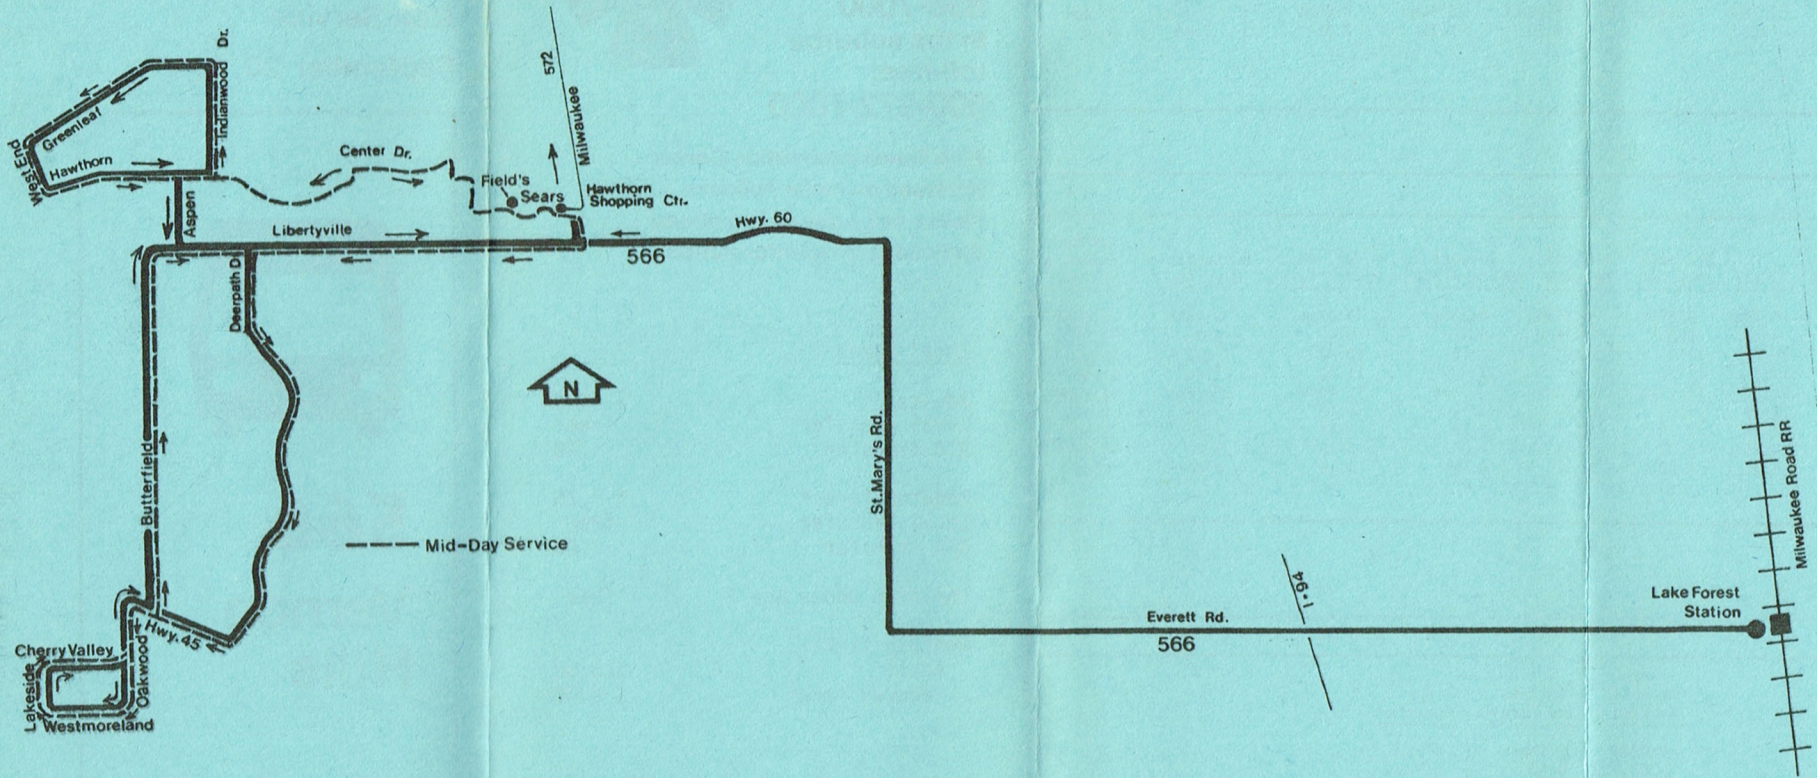 Dr.
Indianwood
572
Milwaukee
Greenleaf
West End
Hawthorn
Center Dr.
Field's
Sears
Hawthorn
Shopping Ctr.
Aspen
Libertyville
Hwy. 60
566
Deerpath Dr.
N
Butterfield
St. Mary's Rd.
Milwaukee Road RR
Mid-Day Service
I-94
Lake Forest
Station
Everett Rd.
566
Hwy. 45
Cherry Valley
Oakwood
Lakeside
Westmoreland